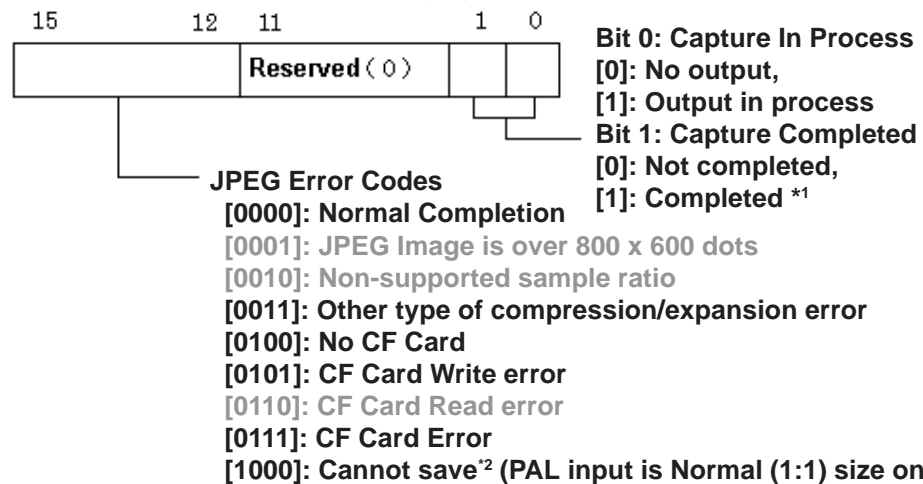 15 12 11 1 0
Reserved (0)
Bit 0: Capture In Process
[0]: No output,
[1]: Output in process
Bit 1: Capture Completed
[0]: Not completed,
[1]: Completed *1
JPEG Error Codes
[0000]: Normal Completion
[0001]: JPEG Image is over 800 x 600 dots
[0010]: Non-supported sample ratio
[0011]: Other type of compression/expansion error
[0100]: No CF Card
[0101]: CF Card Write error
[0110]: CF Card Read error
[0111]: CF Card Error
[1000]: Cannot save*2 (PAL input is Normal (1:1) size on